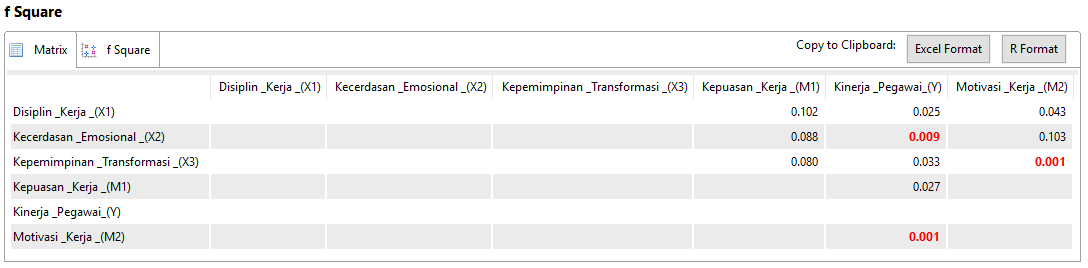 f Square
Matrix f Square Copy to Clipboard: Excel Format R Format
Disiplin _Kerja _(X1) Kecerdasan _Emosional _(X2) Kepemimpinan _Transformasi _(X3) Kepuasan _Kerja _(M1) Kinerja _Pegawai_(Y) Motivasi _Kerja _(M2)
Disiplin _Kerja _(X1) 0.102 0.025 0.043
Kecerdasan _Emosional _(X2) 0.088 0.009 0.103
Kepemimpinan _Transformasi _(X3) 0.080 0.033 0.001
Kepuasan _Kerja _(M1) 0.027
Kinerja _Pegawai_(Y)
Motivasi _Kerja _(M2) 0.001